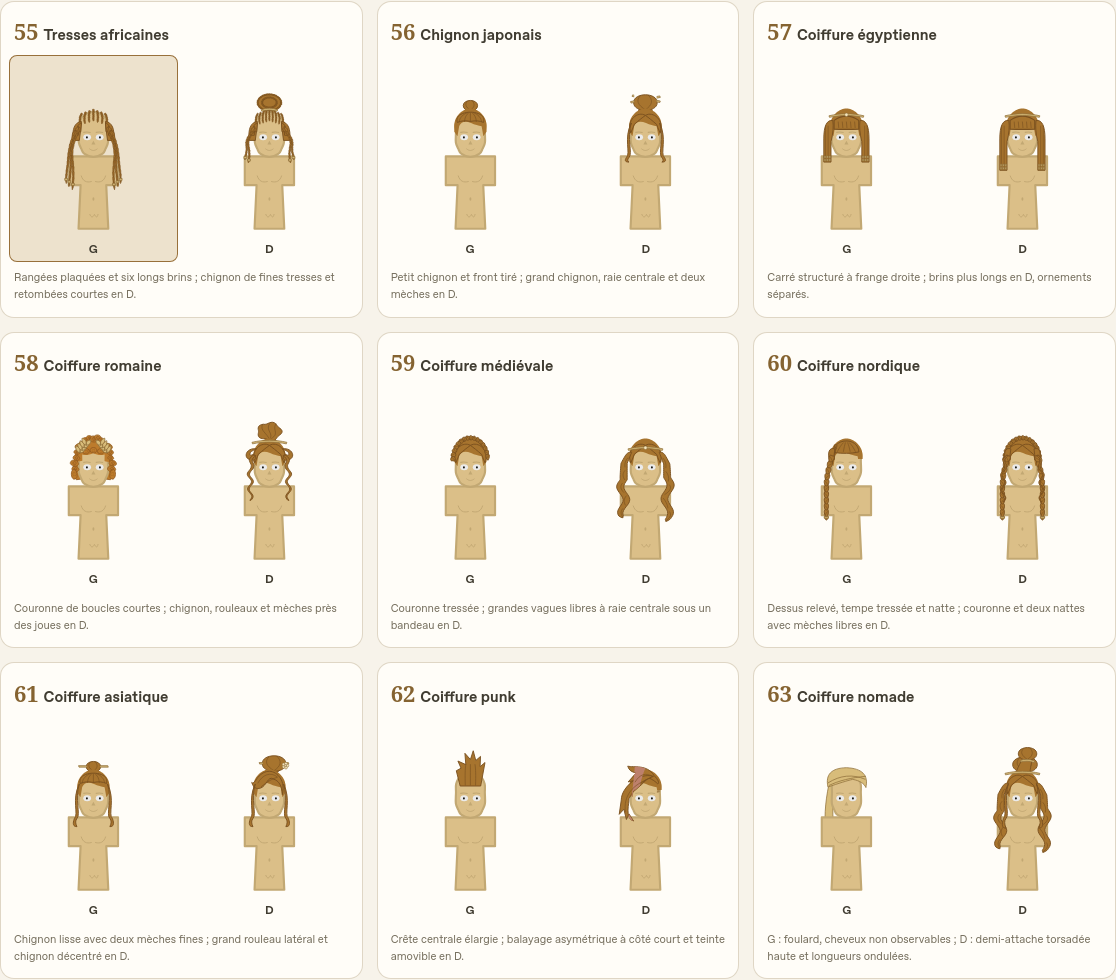 55 Tresses africaines
G D
Rangées plaquées et six longs brins ; chignon de fines tresses et
retombées courtes en D.
56 Chignon japonais
G D
Petit chignon et front tiré ; grand chignon, raie centrale et deux
mèches en D.
57 Coiffure égyptienne
G D
Carré structuré à frange droite ; brins plus longs en D, ornements
séparés.
58 Coiffure romaine
G D
Couronne de boucles courtes ; chignon, rouleaux et mèches près
des joues en D.
59 Coiffure médiévale
G D
Couronne tressée ; grandes vagues libres à raie centrale sous un
bandeau en D.
60 Coiffure nordique
G D
Dessus relevé, tempe tressée et natte ; couronne et deux nattes
avec mèches libres en D.
61 Coiffure asiatique
G D
Chignon lisse avec deux mèches fines ; grand rouleau latéral et
chignon décentré en D.
62 Coiffure punk
G D
Crête centrale élargie ; balayage asymétrique à côté court et teinte
amovible en D.
63 Coiffure nomade
G D
G : foulard, cheveux non observables ; D : demi-attache torsadée
haute et longueurs ondulées.